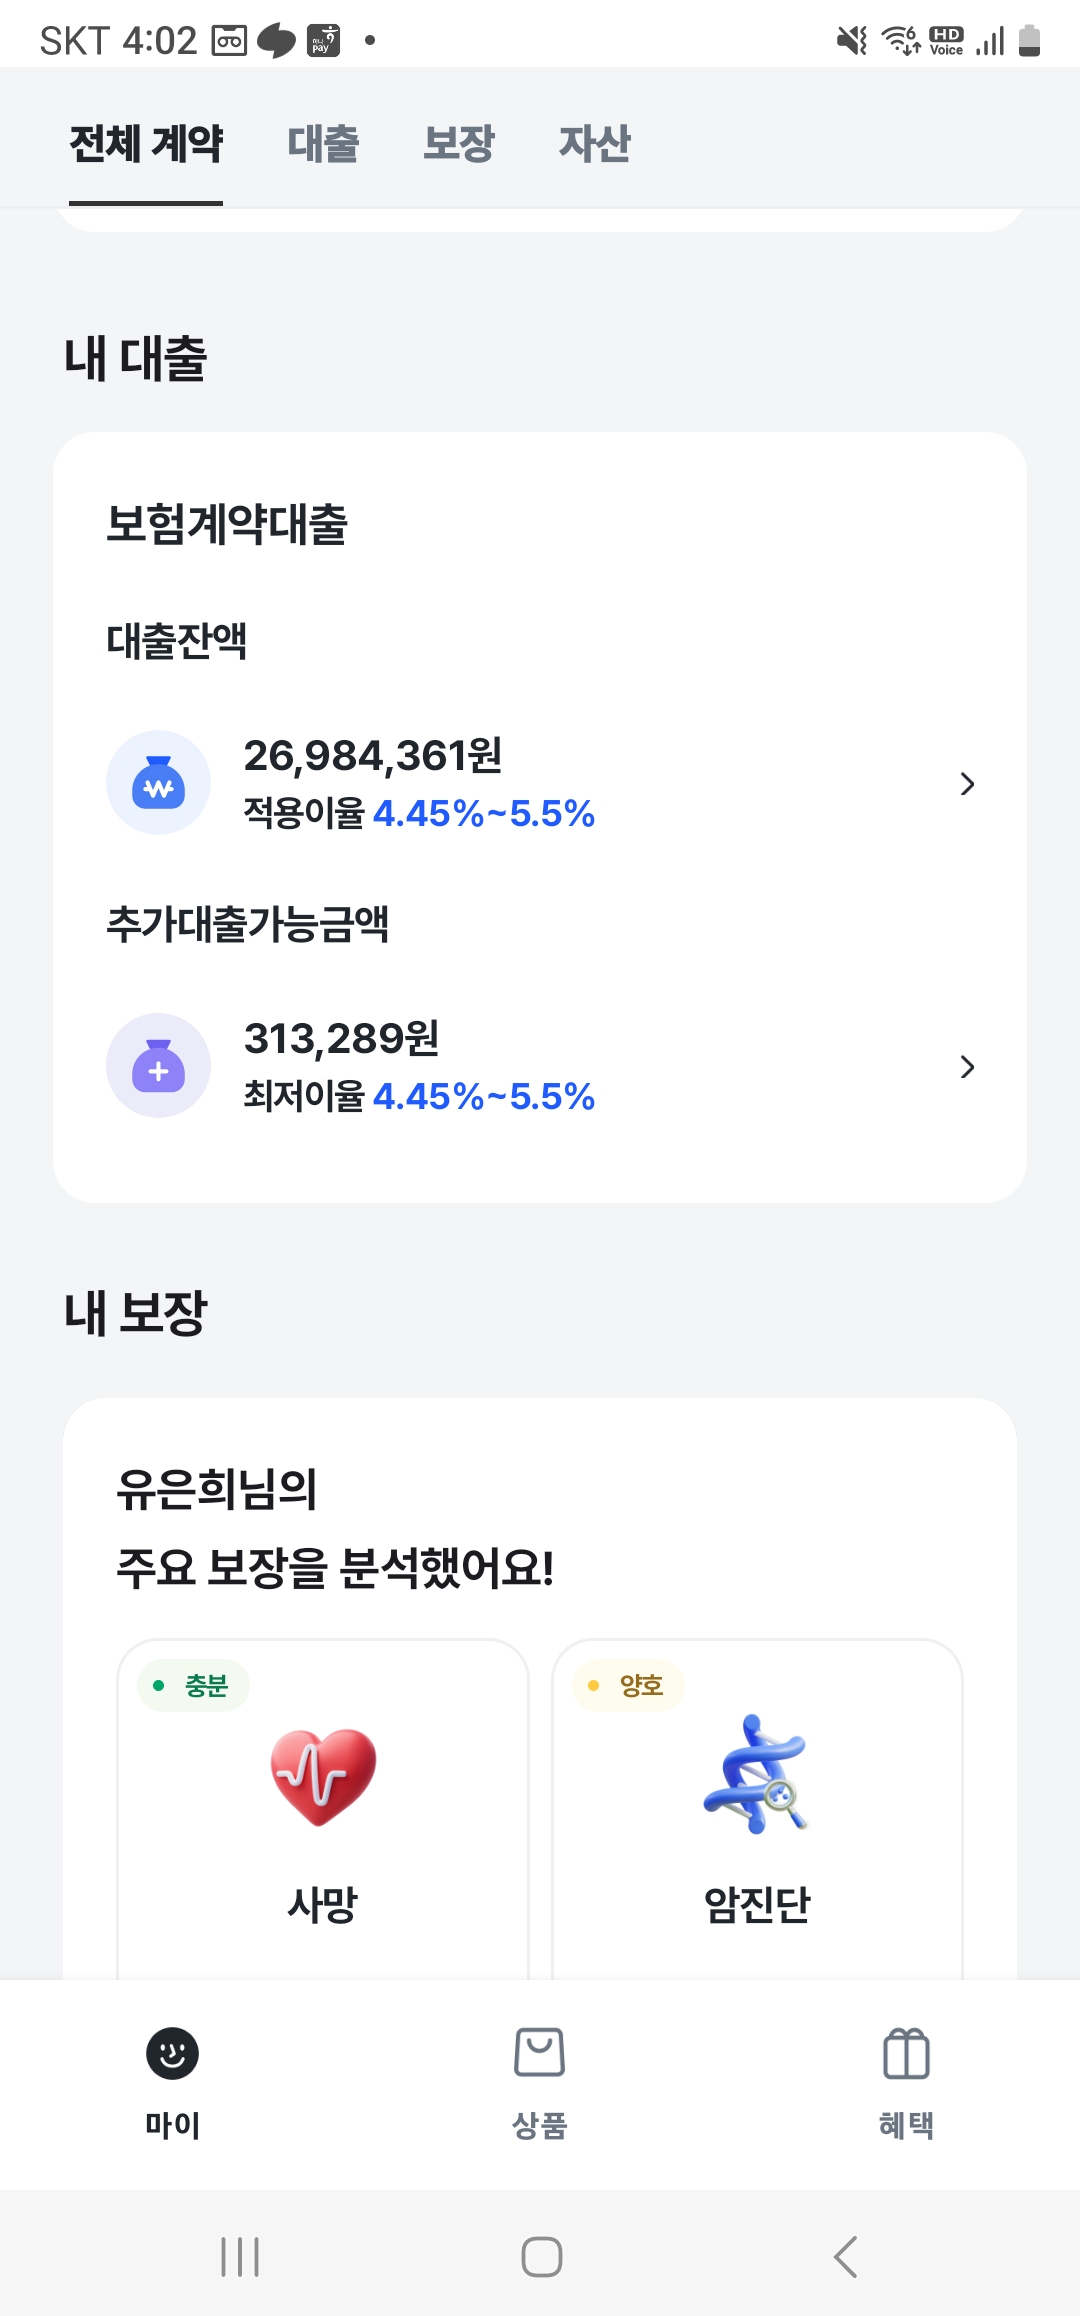 SKT 4:02
HD
Voice
전체 계약 대출 보장 자산
내 대출
보험계약대출
대출잔액
26,984,361원
적용이율 4.45%~5.5%
추가대출가능금액
313,289원
최저이율 4.45%~5.5%
내 보장
유은희님의
주요 보장을 분석했어요!
충분 양호
사망 암진단
마이 상품 혜택